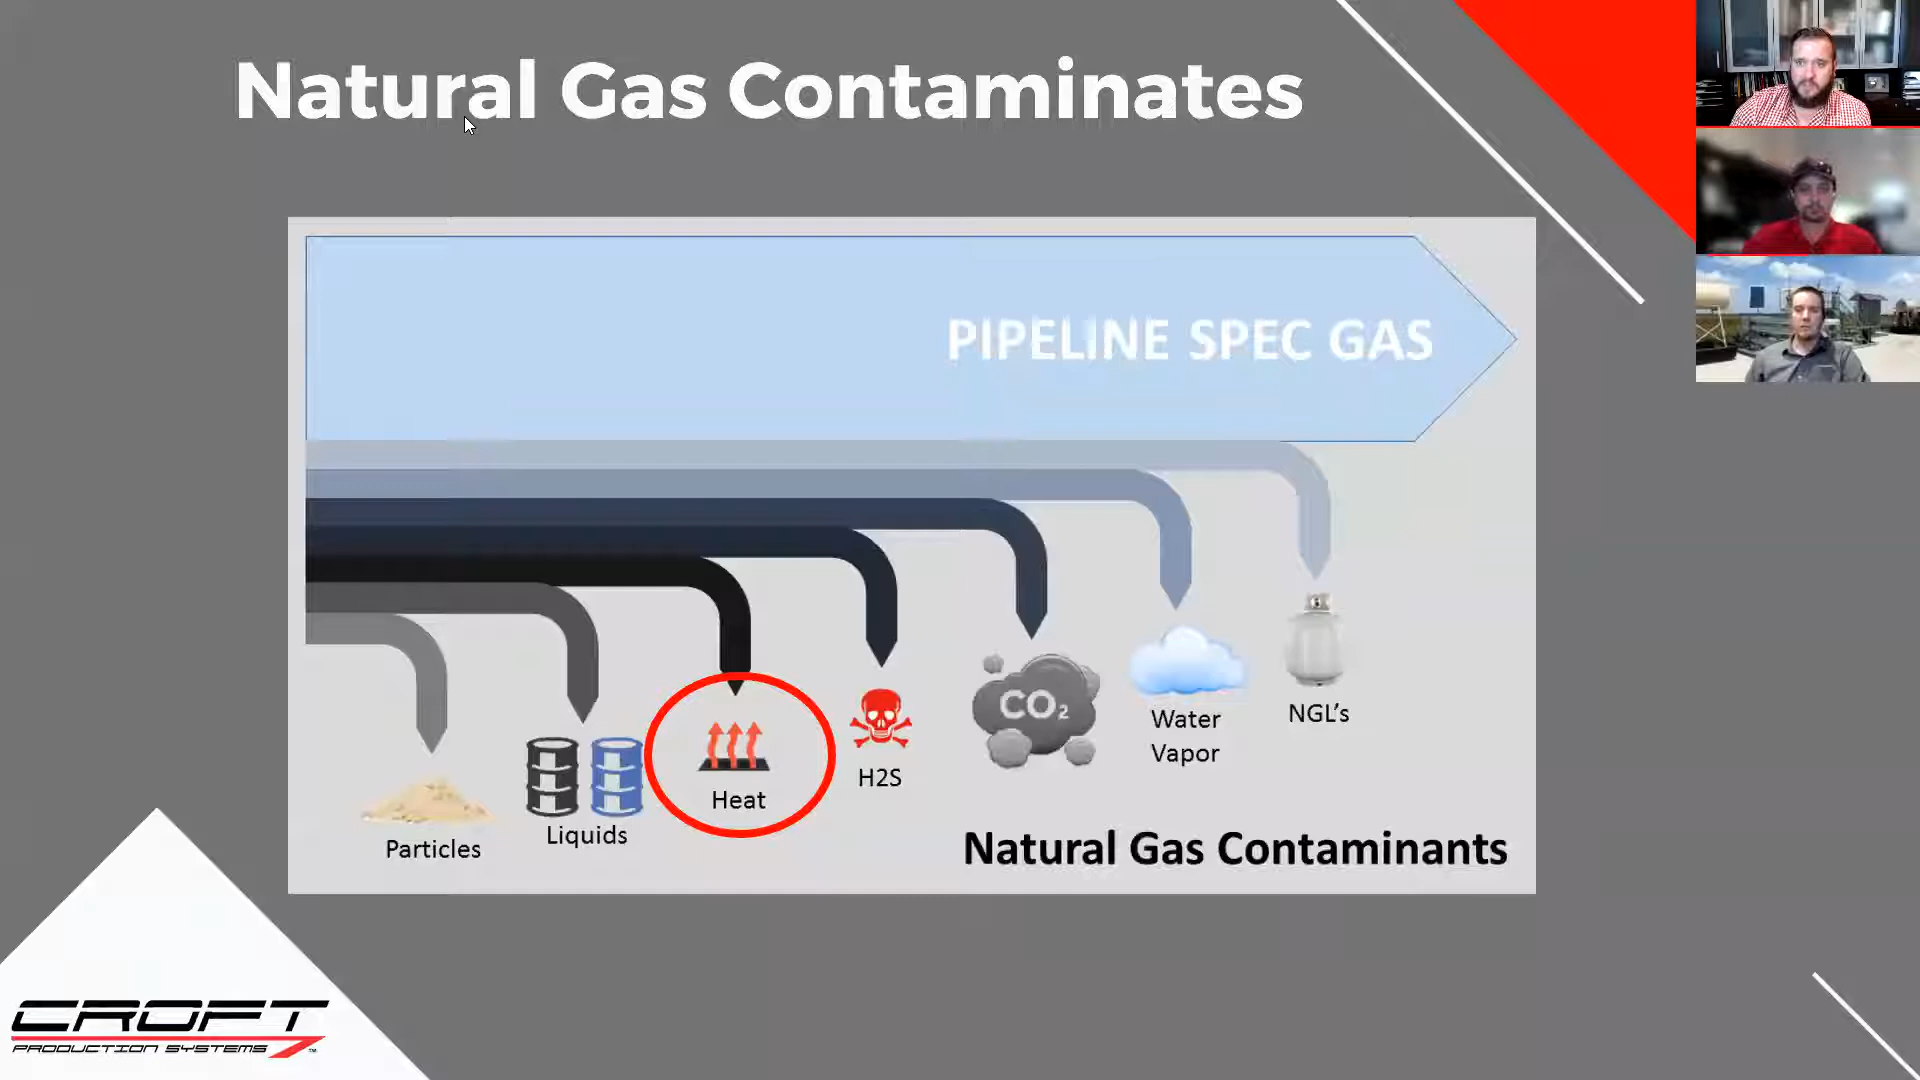 Natural Gas Contaminates
PIPELINE SPEC GAS
Particles
Liquids
Heat
H2S
CO₂
Water
Vapor
NGL's
Natural Gas Contaminants
CROFT
PRODUCTION SYSTEMS™